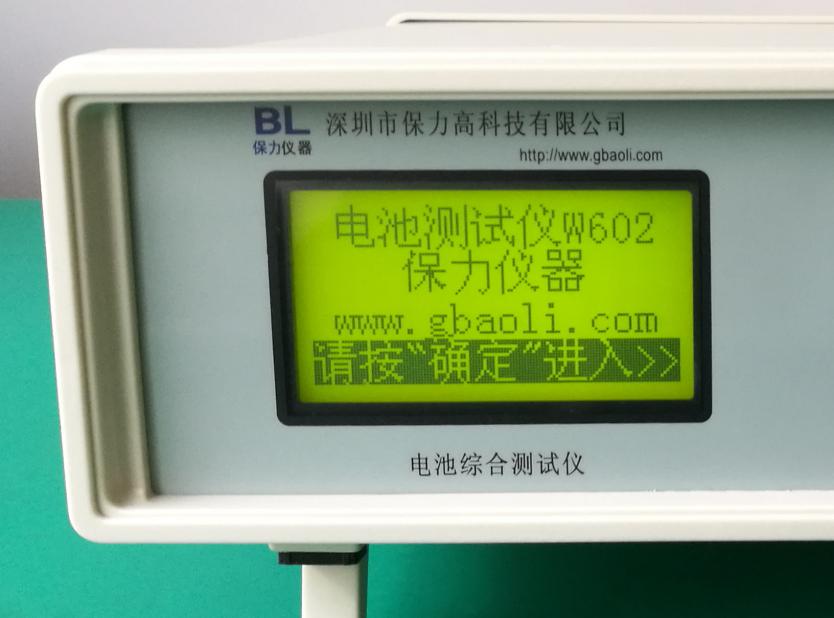 BL 深圳市保力高科技有限公司
保力仪器
http://www.gbaoli.com
电池测试仪W602
保力仪器
www.gbaoli.com
请按"确定"进入>>
电池综合测试仪